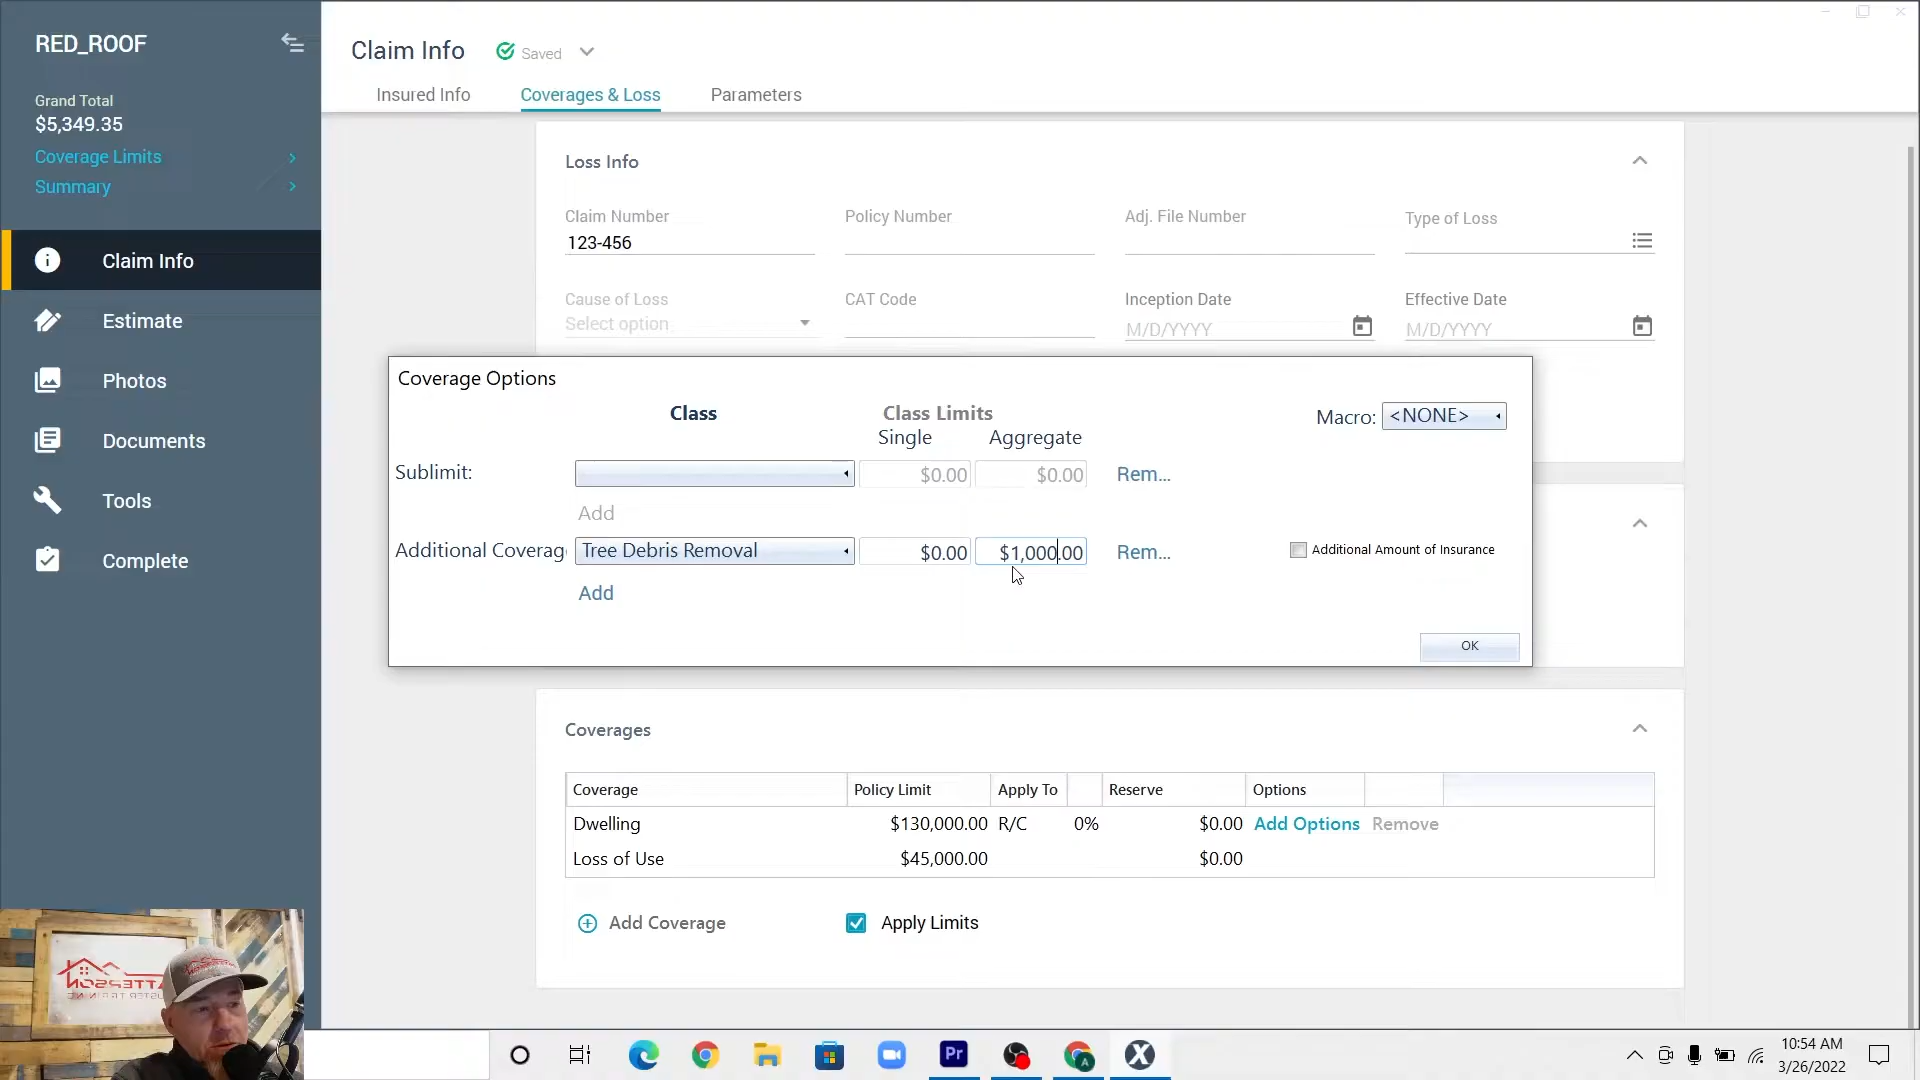 RED_ROOF
Grand Total
$5,349.35
Coverage Limits
Summary
Claim Info
Estimate
Photos
Documents
Tools
Complete
Claim Info Saved
Insured Info Coverages & Loss Parameters
Loss Info
Claim Number Policy Number Adj. File Number Type of Loss
123-456
Cause of Loss CAT Code Inception Date Effective Date
Select option M/D/YYYY M/D/YYYY
Coverage Options
Class Class Limits Macro: <NONE>
Single Aggregate
Sublimit: $0.00 $0.00 Rem...
Add
Additional Coverag Tree Debris Removal $0.00 $1,000.00 Rem... Additional Amount of Insurance
Add
OK
Coverages
Coverage Policy Limit Apply To Reserve Options
Dwelling $130,000.00 R/C 0% $0.00 Add Options Remove
Loss of Use $45,000.00 $0.00
Add Coverage Apply Limits
Pr A X
10:54 AM
3/26/2022